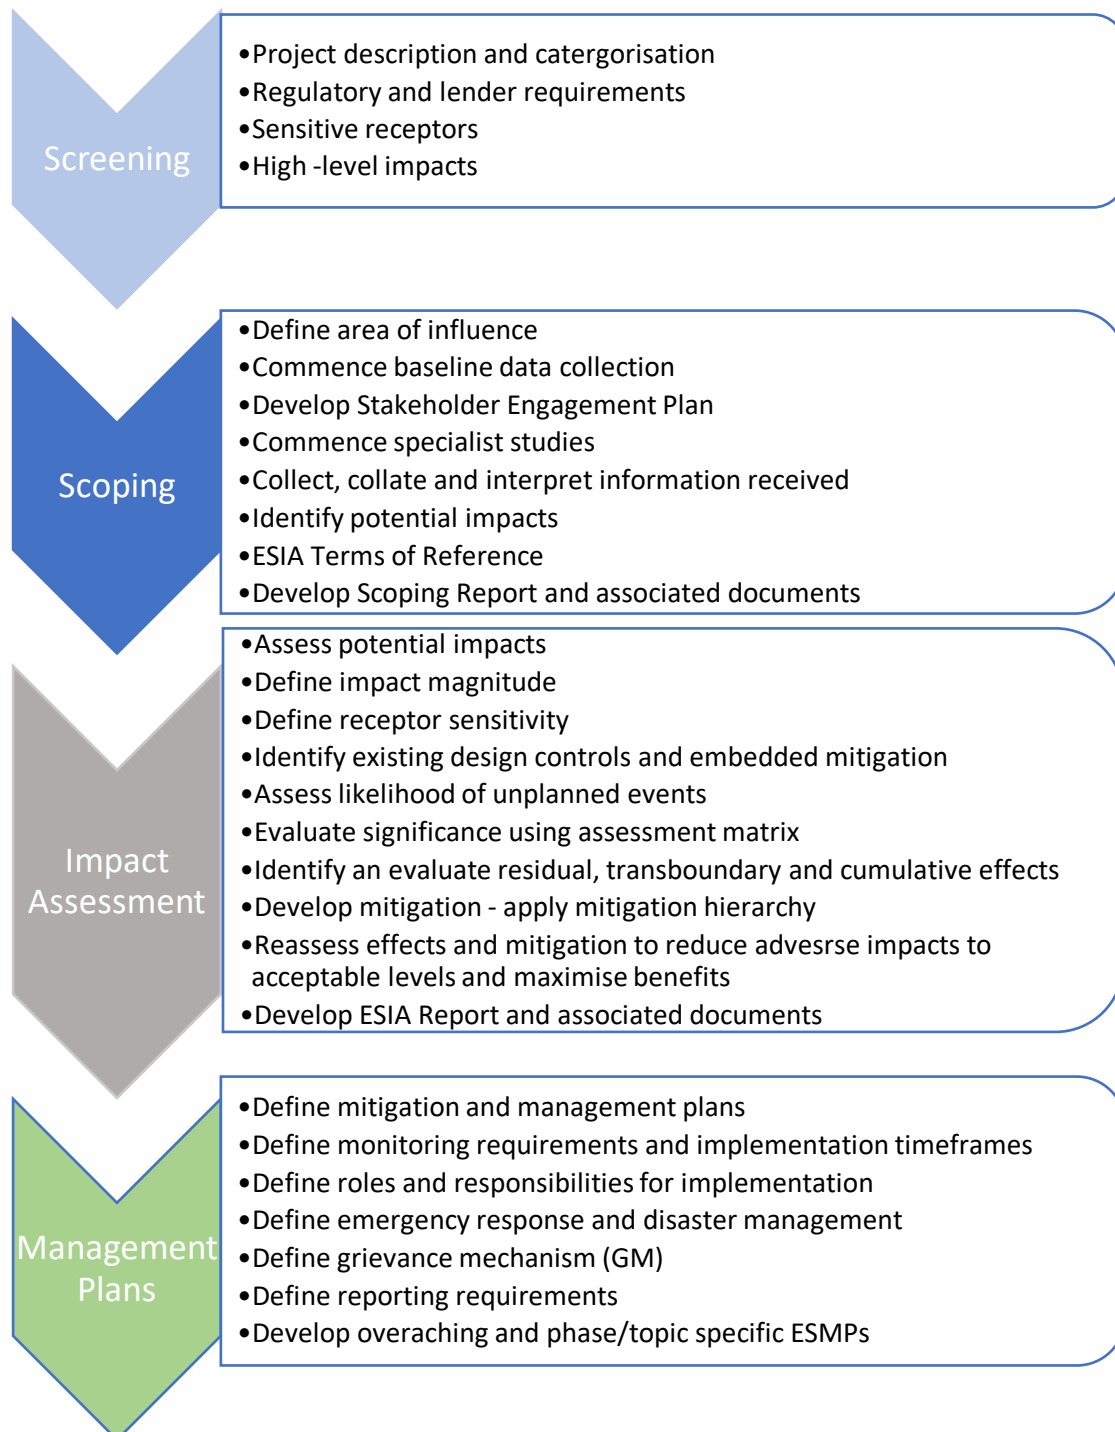 Screening
•Project description and catergorisation
•Regulatory and lender requirements
•Sensitive receptors
•High -level impacts
Scoping
•Define area of influence
•Commence baseline data collection
•Develop Stakeholder Engagement Plan
•Commence specialist studies
•Collect, collate and interpret information received
•Identify potential impacts
•ESIA Terms of Reference
•Develop Scoping Report and associated documents
Impact
Assessment
•Assess potential impacts
•Define impact magnitude
•Define receptor sensitivity
•Identify existing design controls and embedded mitigation
•Assess likelihood of unplanned events
•Evaluate significance using assessment matrix
•Identify an evaluate residual, transboundary and cumulative effects
•Develop mitigation - apply mitigation hierarchy
•Reassess effects and mitigation to reduce advesrse impacts to
acceptable levels and maximise benefits
•Develop ESIA Report and associated documents
Management
Plans
•Define mitigation and management plans
•Define monitoring requirements and implementation timeframes
•Define roles and responsibilities for implementation
•Define emergency response and disaster management
•Define grievance mechanism (GM)
•Define reporting requirements
•Develop overaching and phase/topic specific ESMPs